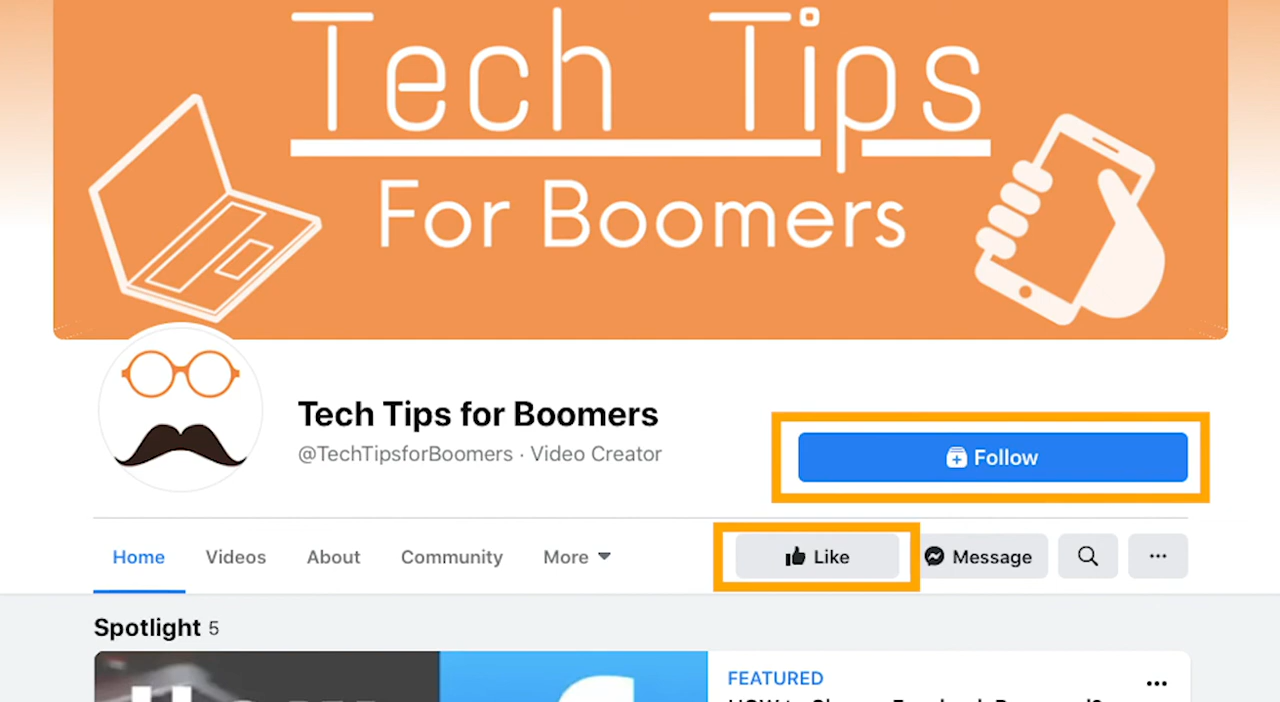 Tech Tips
For Boomers
Tech Tips for Boomers
@TechTipsforBoomers · Video Creator
Follow
Home Videos About Community More Like Message
Spotlight 5
FEATURED